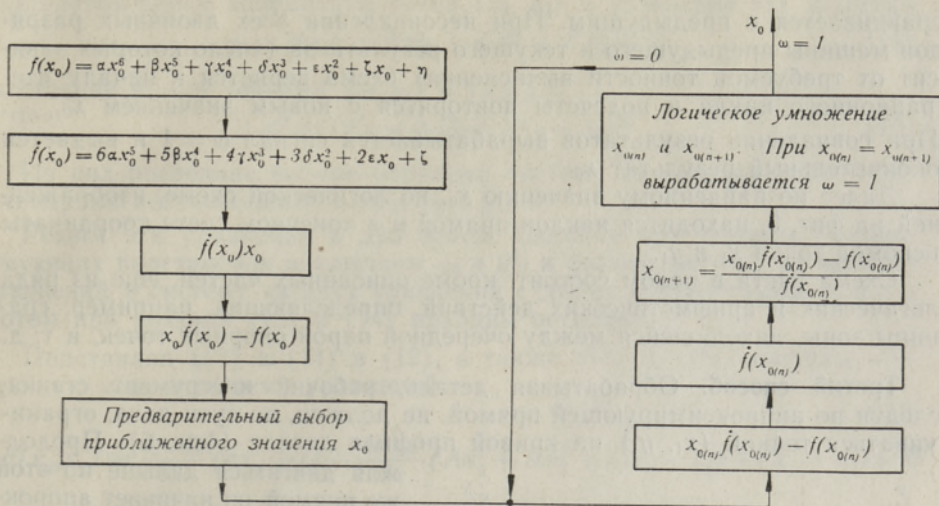 f(x₀) = αx₀⁶ + βx₀⁵ + γx₀⁴ + δx₀³ + εx₀² + ζx₀ + η
ḟ(x₀) = 6αx₀⁵ + 5βx₀⁴ + 4γx₀³ + 3δx₀² + 2εx₀ + ζ
ḟ(x₀)x₀
x₀ḟ(x₀) — f(x₀)
Предварительный выбор
приближенного значения x₀
x₀
ω = 0
ω = 1
Логическое умножение
x₀₍ₙ₎ и x₀₍ₙ₊₁₎. При x₀₍ₙ₎ = x₀₍ₙ₊₁₎
вырабатывается ω = 1
x₀₍ₙ₊₁₎ = (x₀₍ₙ₎ḟ(x₀₍ₙ₎) — f(x₀₍ₙ₎)) / ḟ(x₀₍ₙ₎)
ḟ(x₀₍ₙ₎)
x₀₍ₙ₎ḟ(x₀₍ₙ₎) — f(x₀₍ₙ₎)